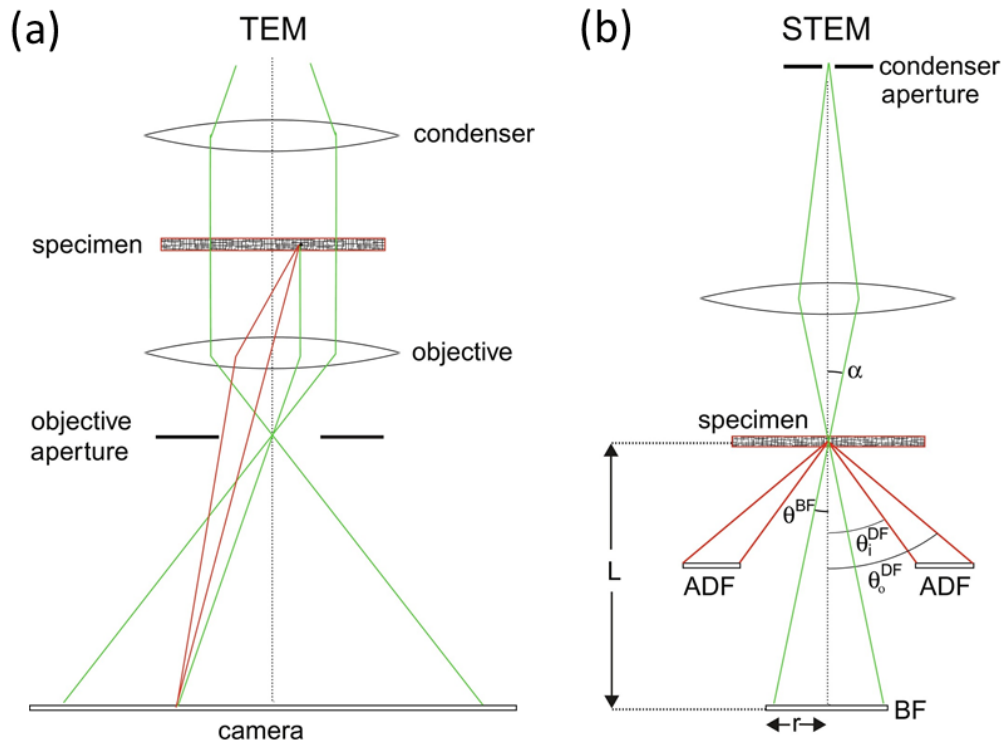 (a)
TEM
condenser
specimen
objective
objective
aperture
camera
(b)
STEM
condenser
aperture
α
specimen
θ^BF
θ_i^DF
θ_o^DF
L
ADF
ADF
r
BF